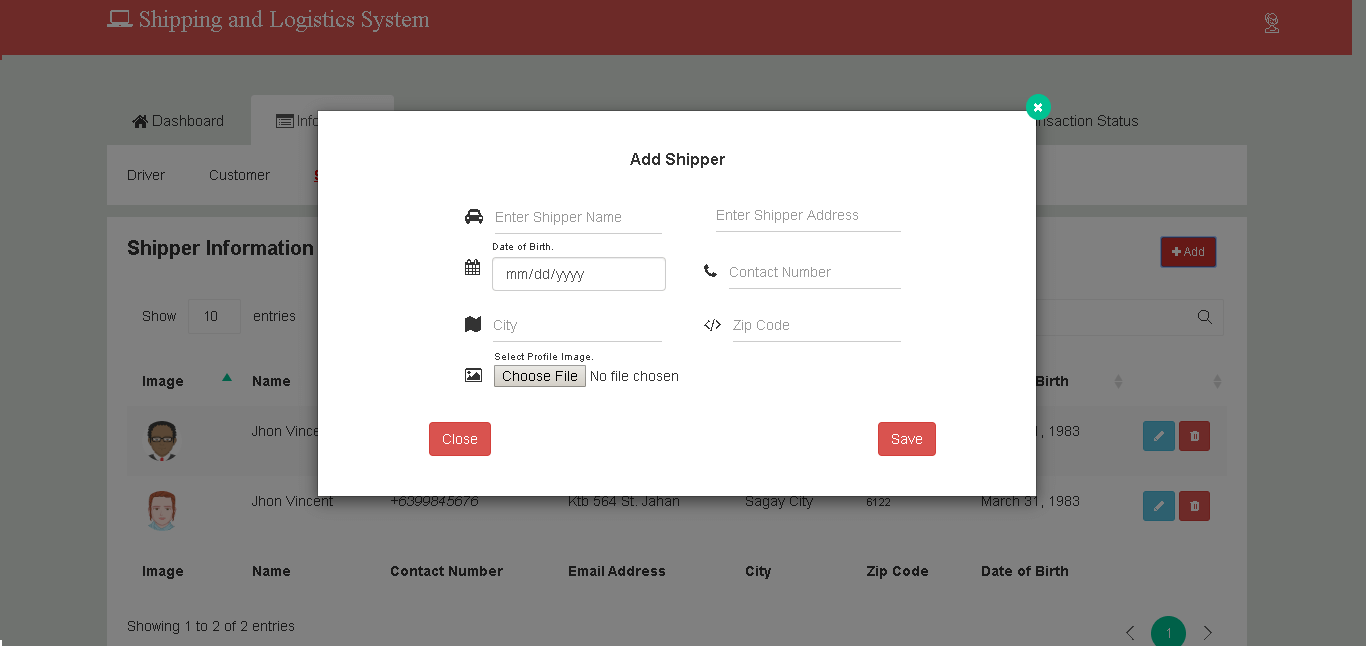 Shipping and Logistics System
Dashboard
nsaction Status
Add Shipper
Driver Customer
Enter Shipper Name Enter Shipper Address
Date of Birth.
mm/dd/yyyy Contact Number
Shipper Information
Add
Show 10 entries
City Zip Code
Select Profile Image.
Choose File No file chosen
Image Name Birth
Jhon Vince , 1983
Close Save
Jhon Vincent +6399845676 Ktb 564 St. Jahan Sagay City 6122 March 31, 1983
Image Name Contact Number Email Address City Zip Code Date of Birth
Showing 1 to 2 of 2 entries
1